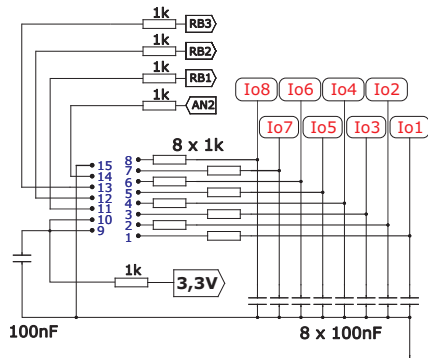 1k RB3
1k RB2
1k RB1
1k AN2
Io8 Io6 Io4 Io2
Io7 Io5 Io3 Io1
8 x 1k
15 8
14 7
13 6
12 5
11 4
10 3
9 2
1
1k 3,3V
100nF 8 x 100nF